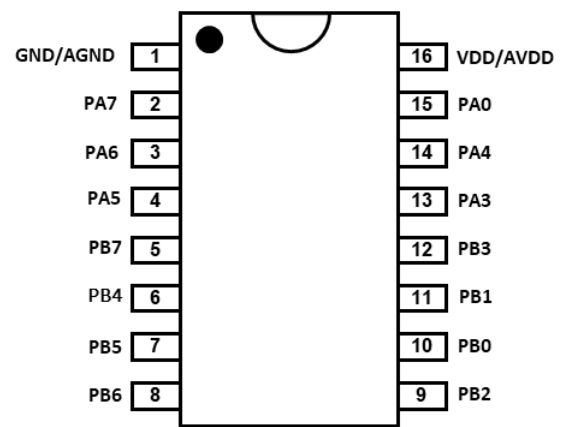 GND/AGND 1 16 VDD/AVDD
PA7 2 15 PA0
PA6 3 14 PA4
PA5 4 13 PA3
PB7 5 12 PB3
PB4 6 11 PB1
PB5 7 10 PB0
PB6 8 9 PB2